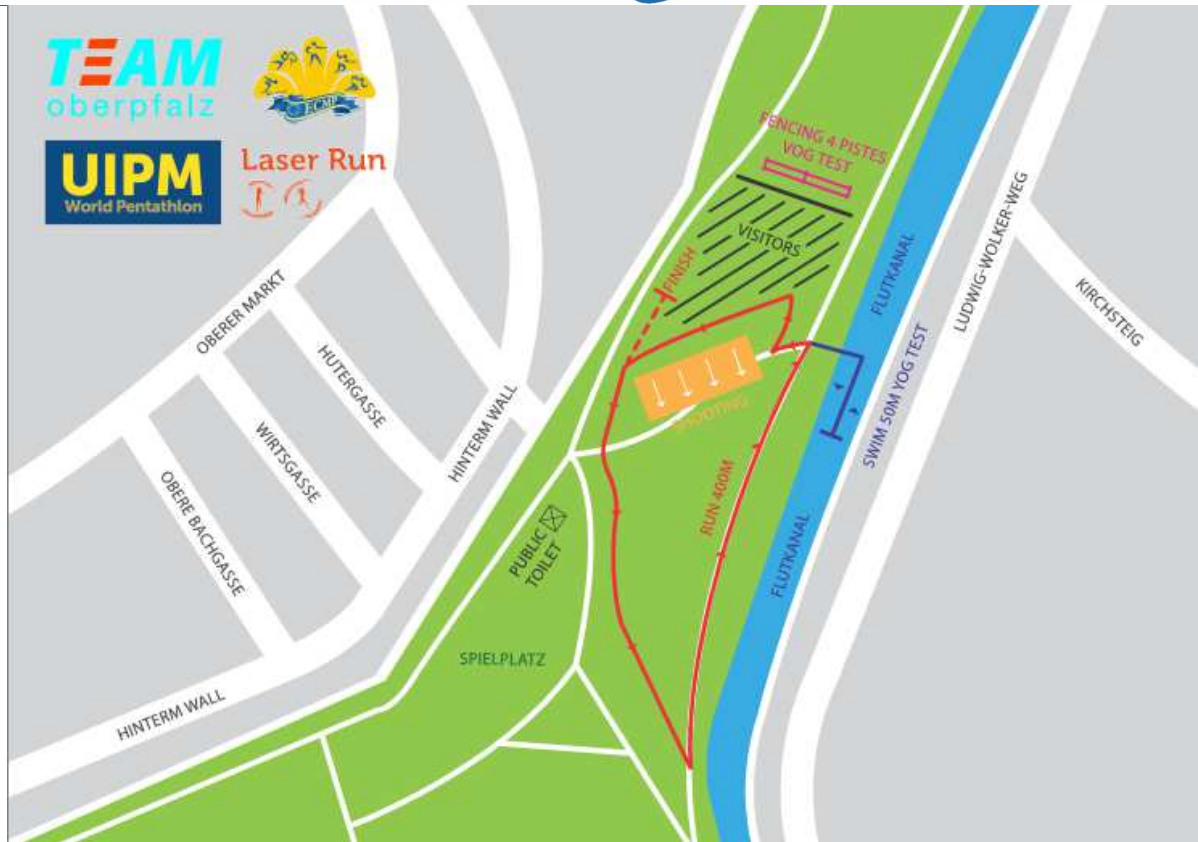 TEAM
oberpfalz
ECMP
UIPM
World Pentathlon
Laser Run
FENCING 4 PISTES
VOG TEST
VISITORS
FINISH
FLUTKANAL
LUDWIG-WOLKER-WEG
KIRCHSTEIG
OBERER MARKT
HUTERGASSE
HINTERM WALL
WIRTSGASSE
OBERE BACHGASSE
SHOOTING
SWIM 50M YOG TEST
RUN 400M
PUBLIC
TOILET
FLUTKANAL
SPIELPLATZ
HINTERM WALL